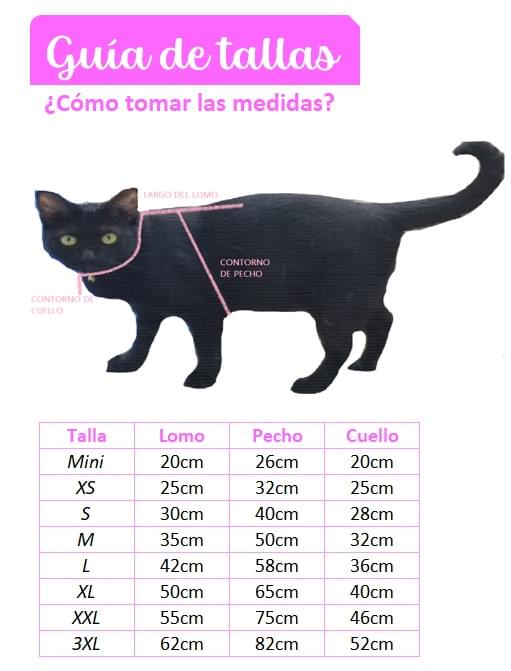 Guía de tallas
¿Cómo tomar las medidas?
LARGO DEL LOMO
CONTORNO
DE PECHO
CONTORNO DE
CUELLO
Talla Lomo Pecho Cuello
Mini 20cm 26cm 20cm
XS 25cm 32cm 25cm
S 30cm 40cm 28cm
M 35cm 50cm 32cm
L 42cm 58cm 36cm
XL 50cm 65cm 40cm
XXL 55cm 75cm 46cm
3XL 62cm 82cm 52cm